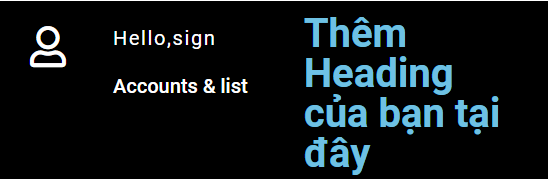 Hello,sign
Accounts & list
Thêm
Heading
của bạn tại
đây